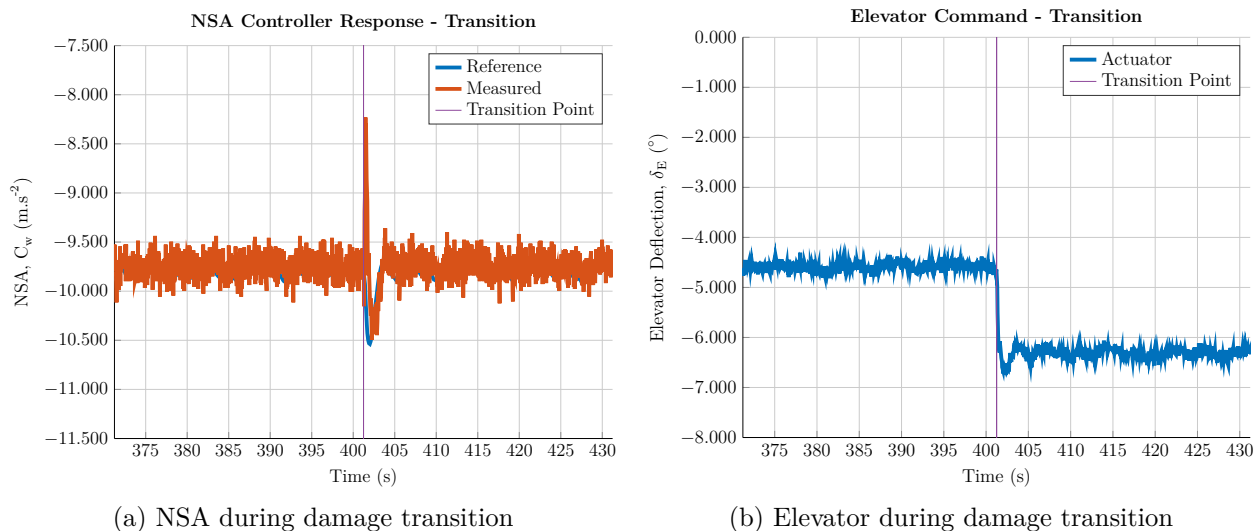 NSA Controller Response - Transition
−7.500
−8.000
−8.500
−9.000
−9.500
−10.000
−10.500
−11.000
−11.500
NSA, C_w (m.s⁻²)
Reference
Measured
Transition Point
375 380 385 390 395 400 405 410 415 420 425 430
Time (s)
(a) NSA during damage transition
Elevator Command - Transition
0.000
−1.000
−2.000
−3.000
−4.000
−5.000
−6.000
−7.000
−8.000
Elevator Deflection, δ_E (°)
Actuator
Transition Point
375 380 385 390 395 400 405 410 415 420 425 430
Time (s)
(b) Elevator during damage transition